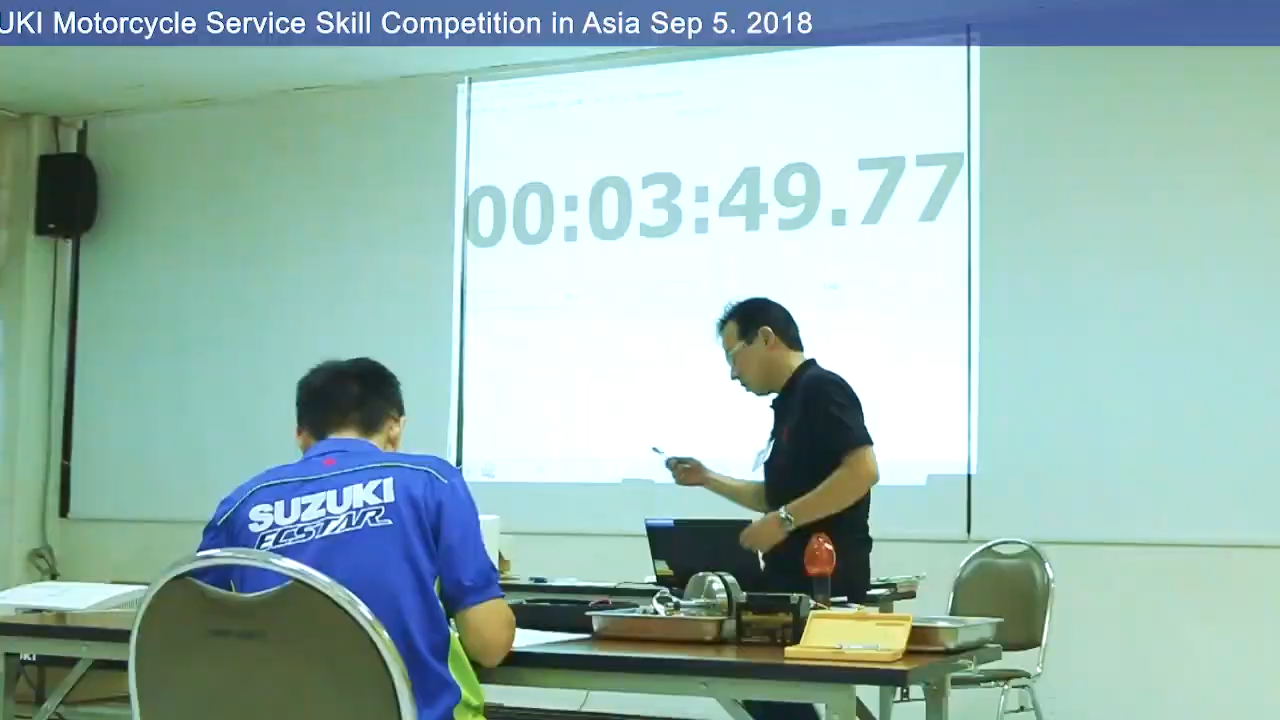 UKI Motorcycle Service Skill Competition in Asia Sep 5. 2018
00:03:49.77
SUZUKI
ECSTAR